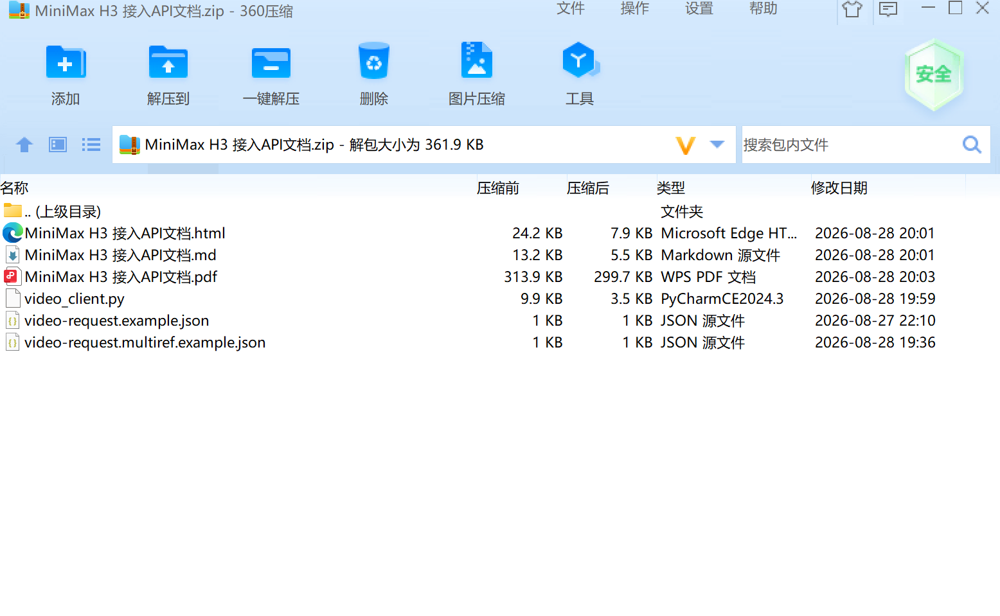 MiniMax H3 接入API文档.zip - 360压缩
文件 操作 设置 帮助
添加 解压到 一键解压 删除 图片压缩 工具
安全
MiniMax H3 接入API文档.zip - 解包大小为 361.9 KB
搜索包内文件
名称 压缩前 压缩后 类型 修改日期
.. (上级目录) 文件夹
MiniMax H3 接入API文档.html 24.2 KB 7.9 KB Microsoft Edge HT... 2026-08-28 20:01
MiniMax H3 接入API文档.md 13.2 KB 5.5 KB Markdown 源文件 2026-08-28 20:01
MiniMax H3 接入API文档.pdf 313.9 KB 299.7 KB WPS PDF 文档 2026-08-28 20:03
video_client.py 9.9 KB 3.5 KB PyCharmCE2024.3 2026-08-28 19:59
video-request.example.json 1 KB 1 KB JSON 源文件 2026-08-27 22:10
video-request.multiref.example.json 1 KB 1 KB JSON 源文件 2026-08-28 19:36